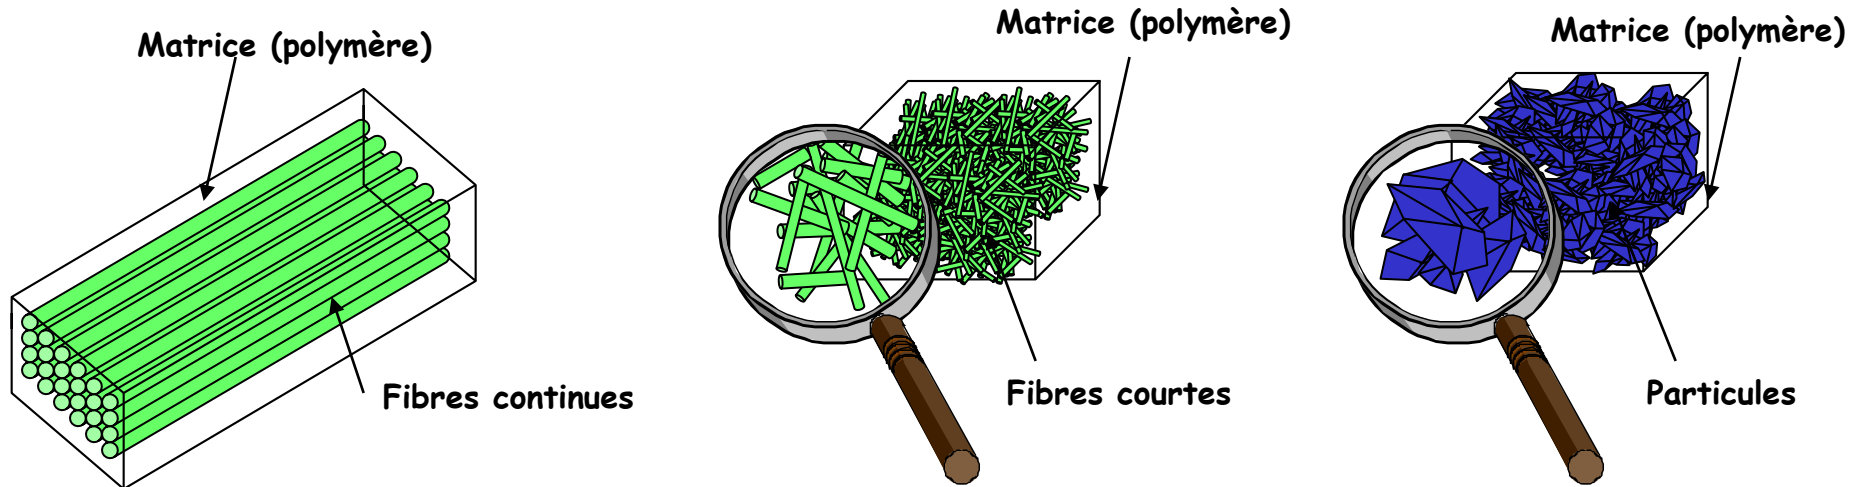 Matrice (polymère)
Fibres continues
Matrice (polymère)
Fibres courtes
Matrice (polymère)
Particules